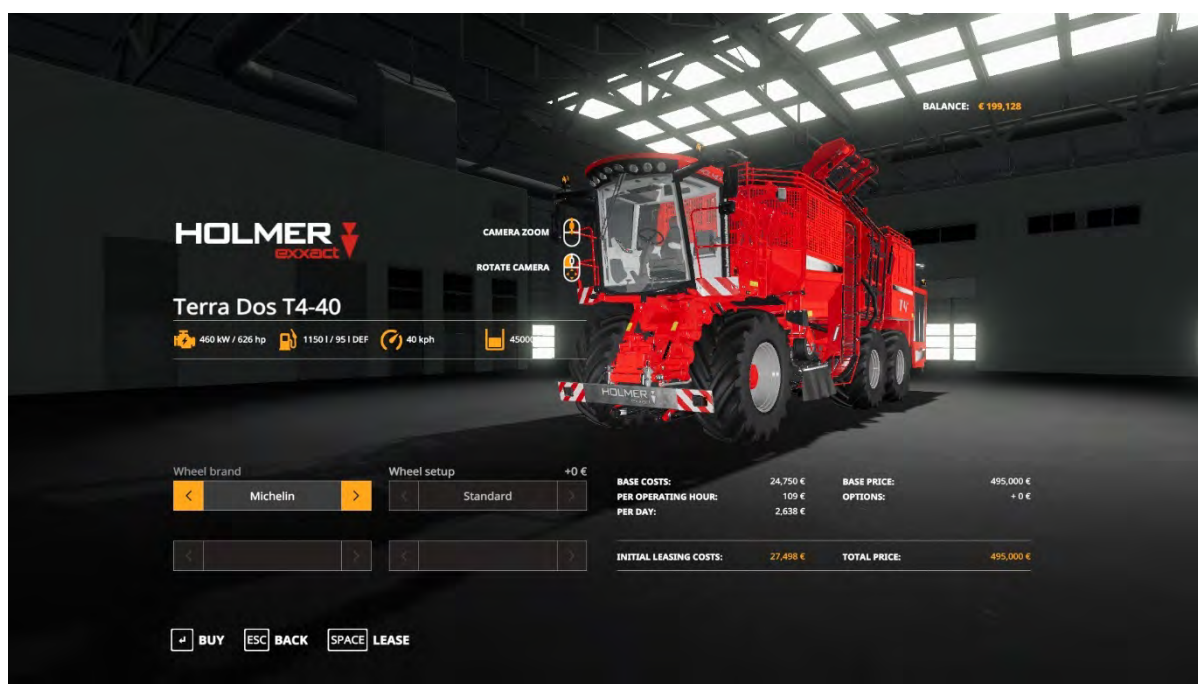 BALANCE: € 199,128
HOLMER
exxact
CAMERA ZOOM
ROTATE CAMERA
Terra Dos T4-40
460 kW / 626 hp 1150 l / 95 l DEF 40 kph 45000
HOLMER
Wheel brand Wheel setup +0 €
< Michelin > < Standard >
BASE COSTS: 24,750 € BASE PRICE: 495,000 €
PER OPERATING HOUR: 109 € OPTIONS: + 0 €
PER DAY: 2,638 €
INITIAL LEASING COSTS: 27,498 € TOTAL PRICE: 495,000 €
BUY ESC BACK SPACE LEASE